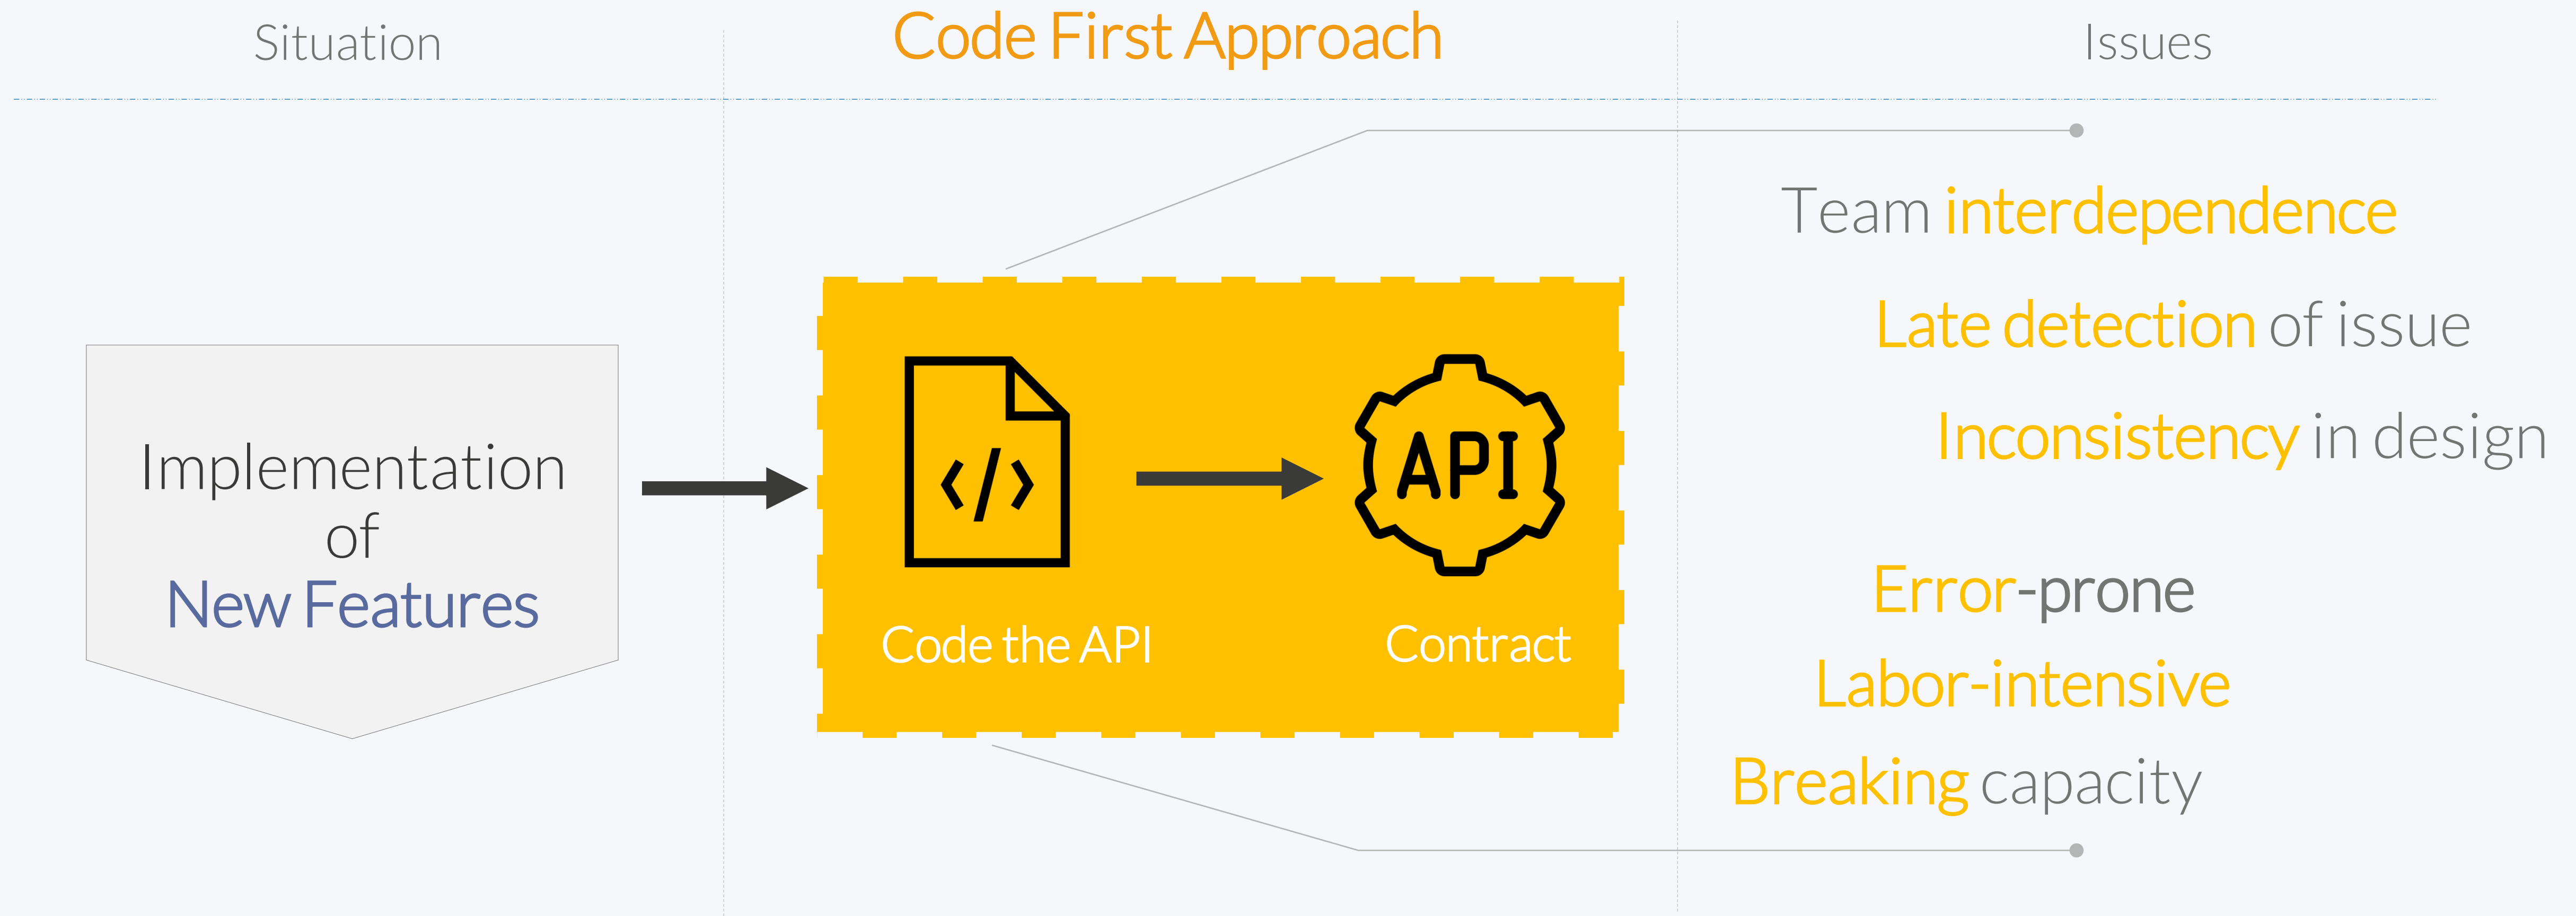 Situation
Code First Approach
Issues
Implementation
of
New Features
</>
API
Code the API
Contract
Team interdependence
Late detection of issue
Inconsistency in design
Error-prone
Labor-intensive
Breaking capacity